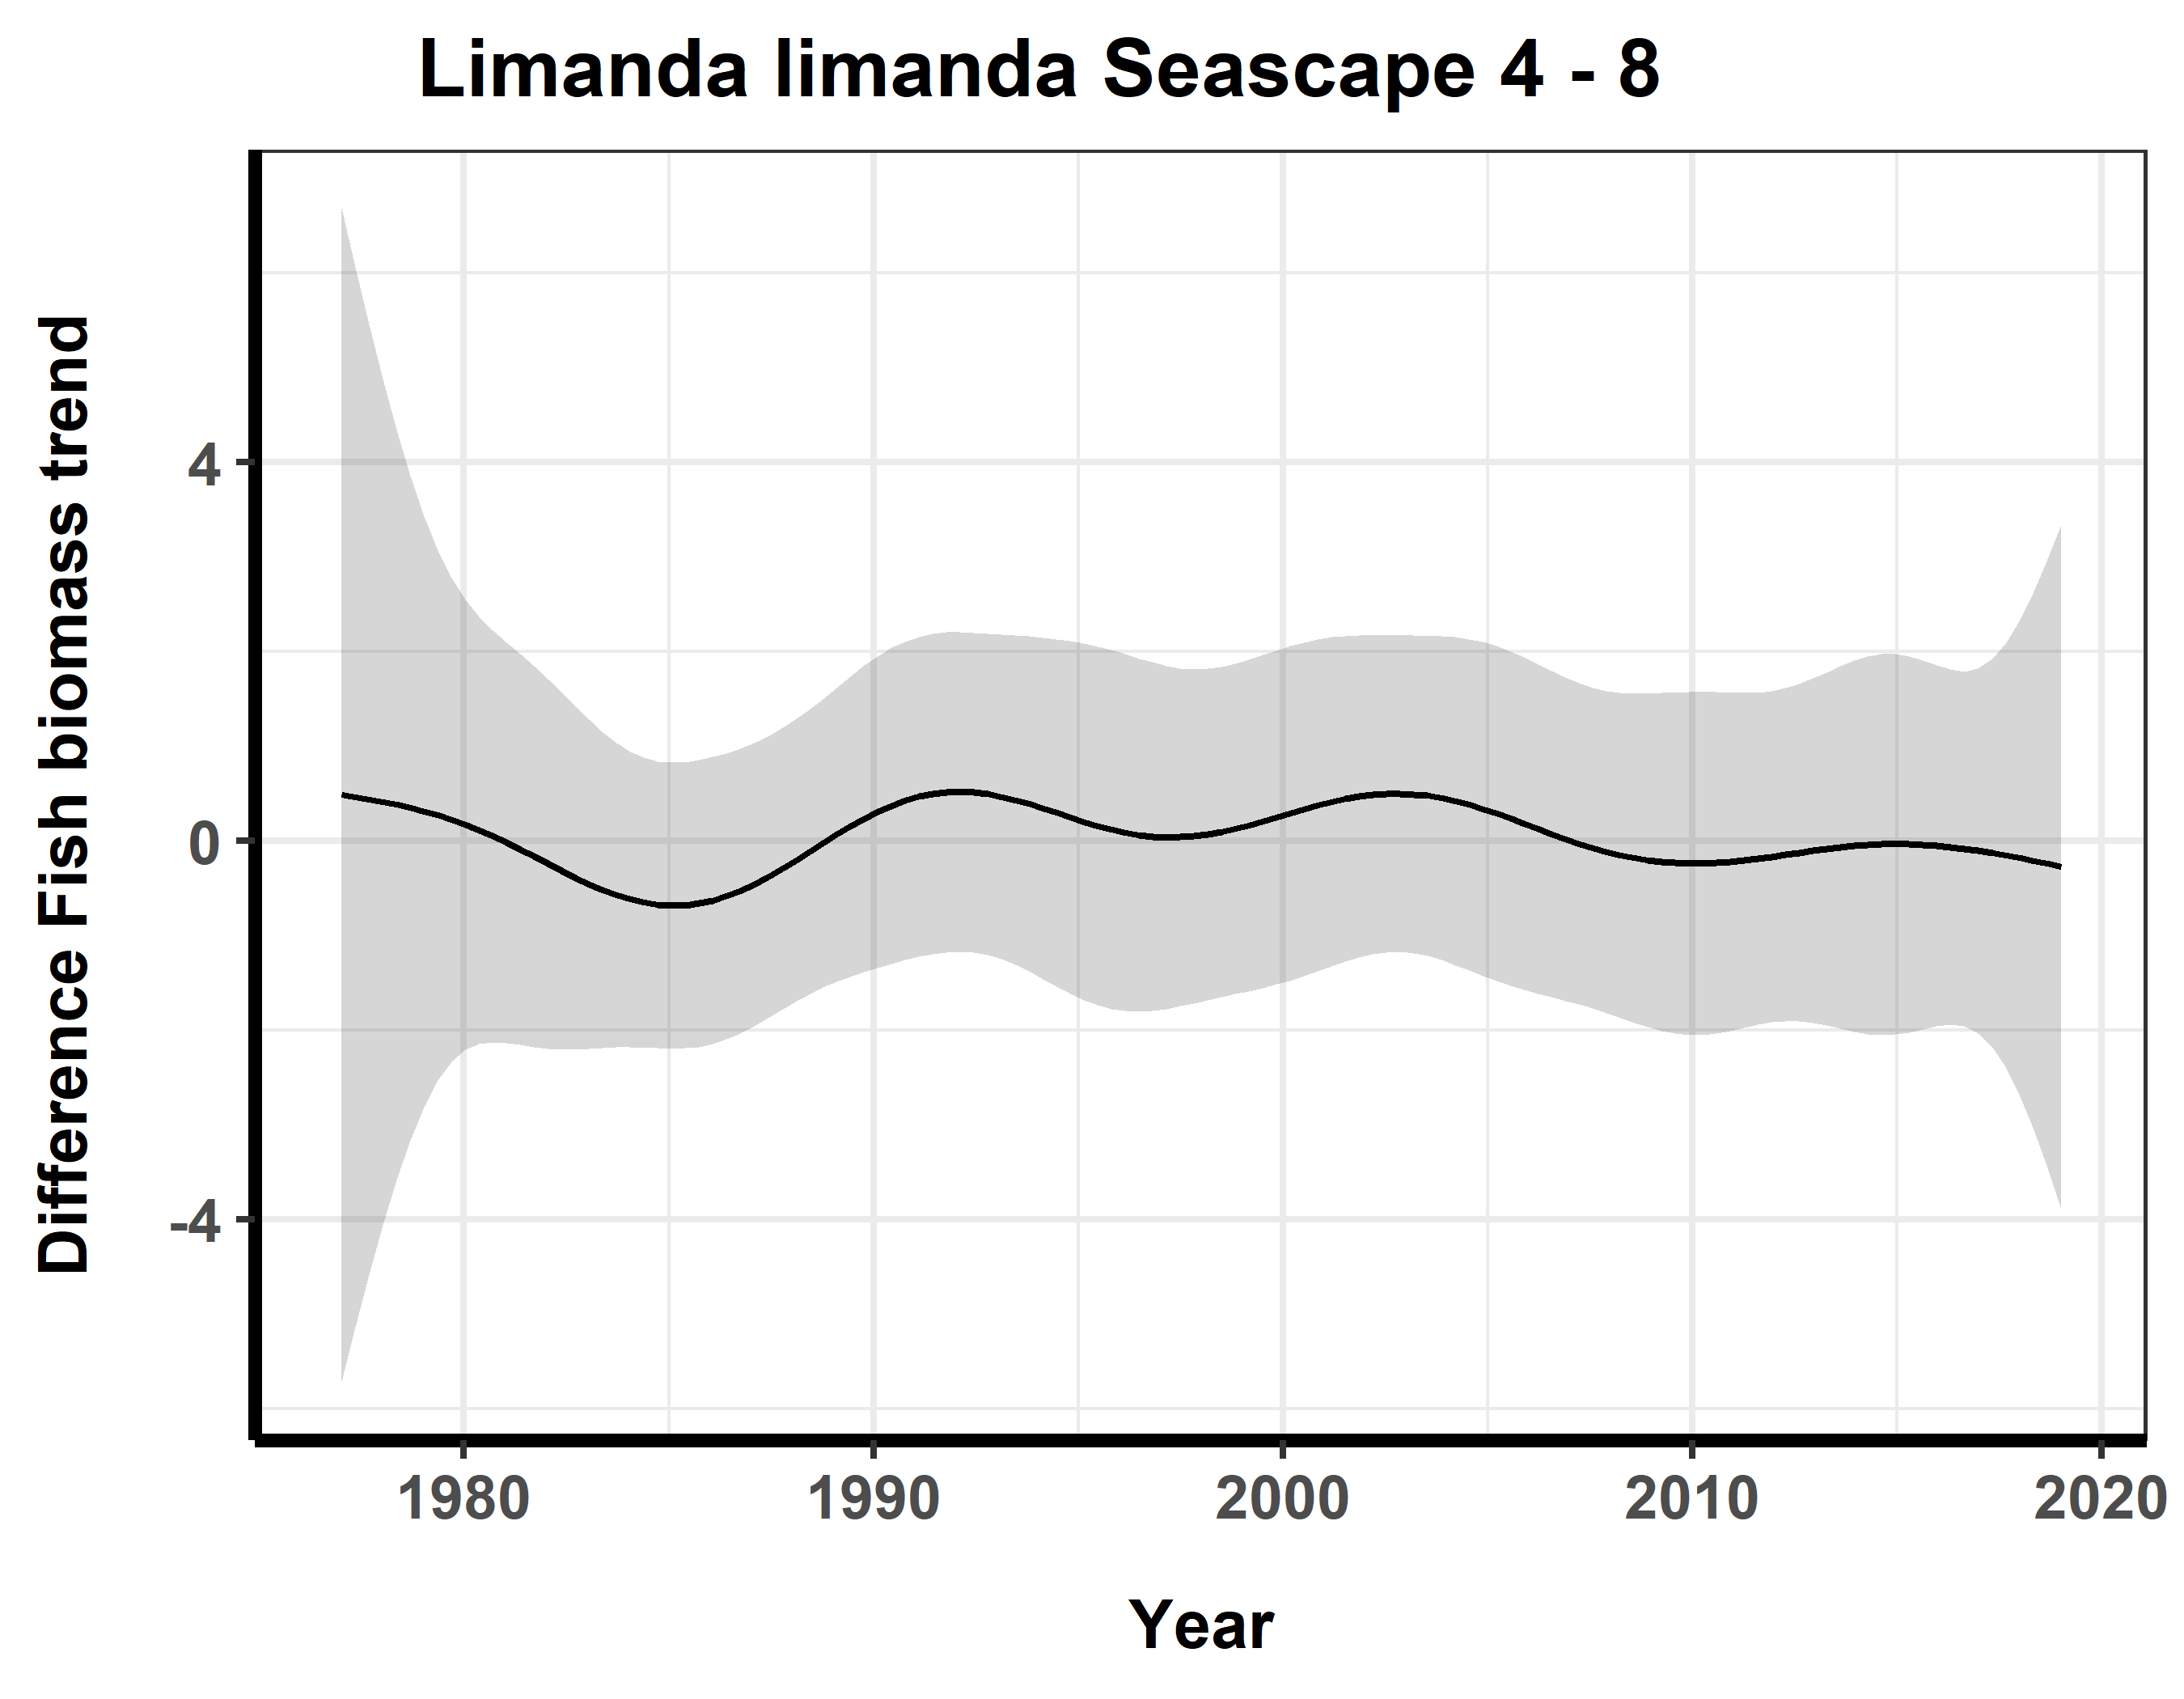 Limanda limanda Seascape 4 - 8
Difference Fish biomass trend
4
0
-4
1980
1990
2000
2010
2020
Year